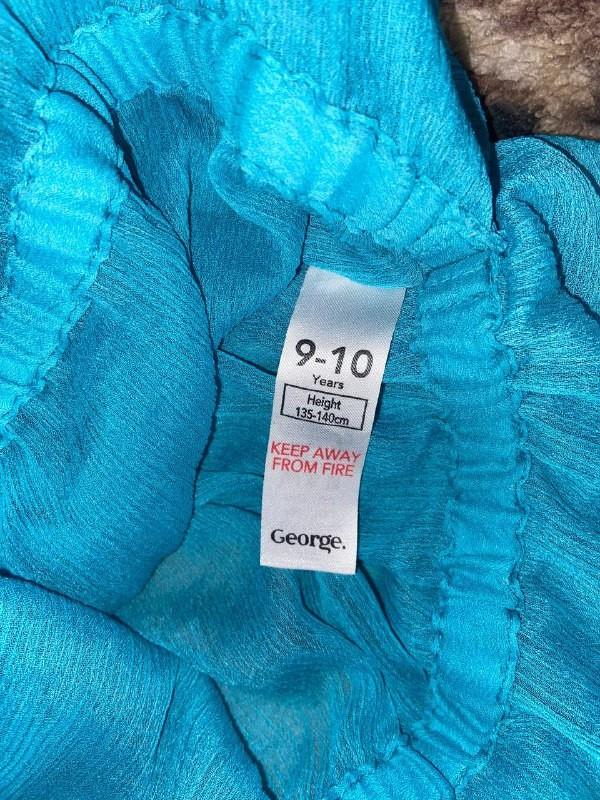 9-10
Years
Height
135-140cm
KEEP AWAY
FROM FIRE
George.